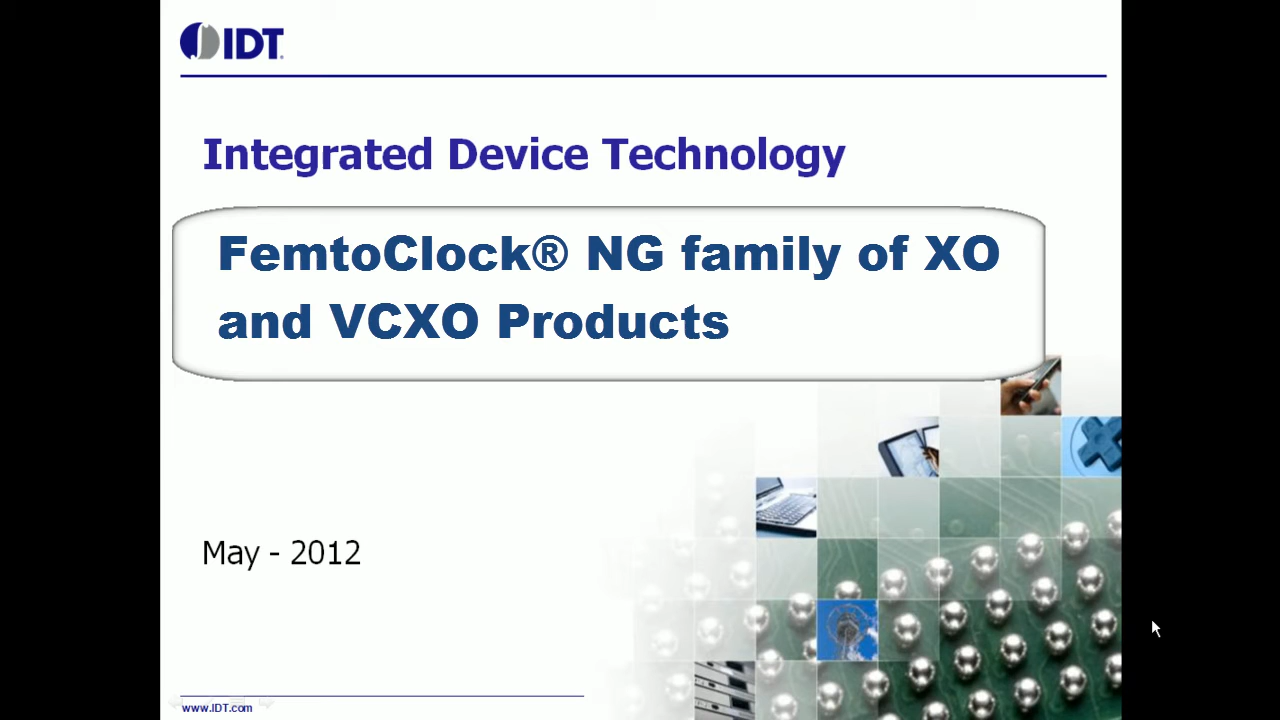 IDT
Integrated Device Technology
FemtoClock® NG family of XO
and VCXO Products
May - 2012
www.IDT.com